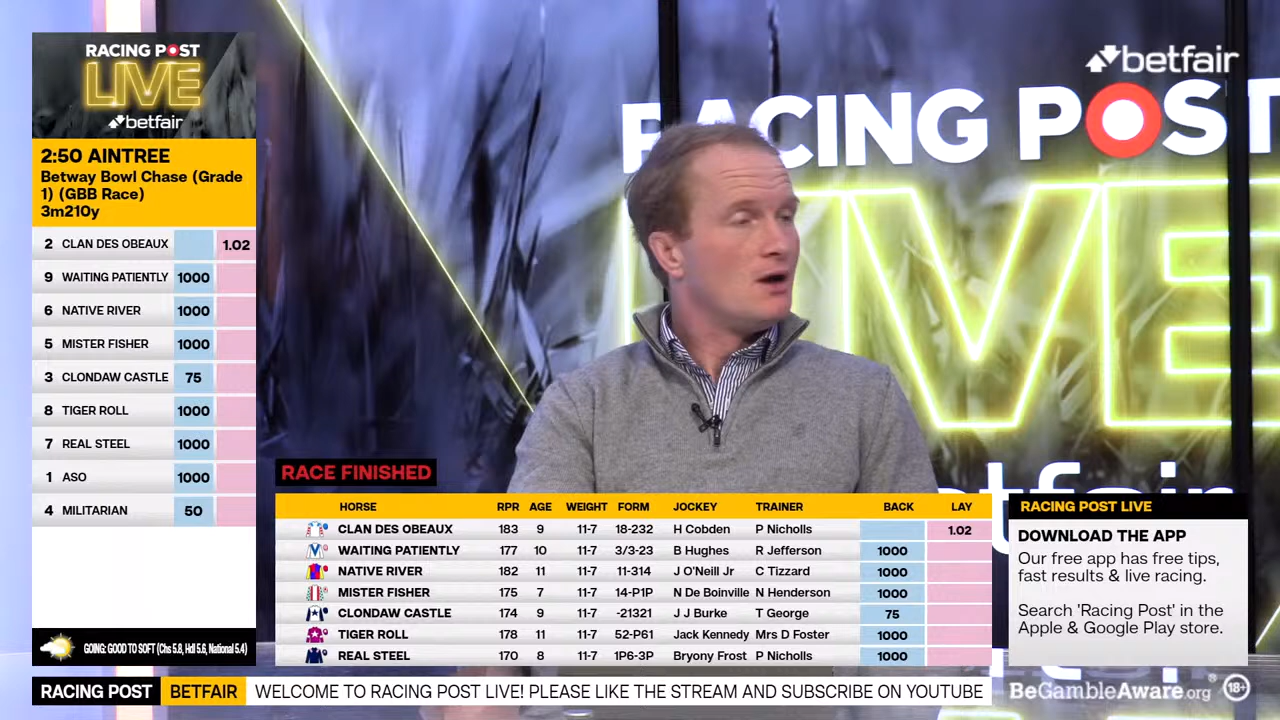 RACING POST
LIVE
betfair
2:50 AINTREE
Betway Bowl Chase (Grade
1) (GBB Race)
3m210y
2 CLAN DES OBEAUX 1.02
9 WAITING PATIENTLY 1000
6 NATIVE RIVER 1000
5 MISTER FISHER 1000
3 CLONDAW CASTLE 75
8 TIGER ROLL 1000
7 REAL STEEL 1000
1 ASO 1000
4 MILITARIAN 50
GOING: GOOD TO SOFT (Chs 5.8, Hdl 5.6, National 5.4)
betfair
RACING POST
LIVE
betfair
RACE FINISHED
HORSE RPR AGE WEIGHT FORM JOCKEY TRAINER BACK LAY
CLAN DES OBEAUX 183 9 11-7 18-232 H Cobden P Nicholls 1.02
WAITING PATIENTLY 177 10 11-7 3/3-23 B Hughes R Jefferson 1000
NATIVE RIVER 182 11 11-7 11-314 J O'Neill Jr C Tizzard 1000
MISTER FISHER 175 7 11-7 14-P1P N De Boinville N Henderson 1000
CLONDAW CASTLE 174 9 11-7 -21321 J J Burke T George 75
TIGER ROLL 178 11 11-7 52-P61 Jack Kennedy Mrs D Foster 1000
REAL STEEL 170 8 11-7 1P6-3P Bryony Frost P Nicholls 1000
RACING POST LIVE
DOWNLOAD THE APP
Our free app has free tips,
fast results & live racing.
Search 'Racing Post' in the
Apple & Google Play store.
RACING POST BETFAIR WELCOME TO RACING POST LIVE! PLEASE LIKE THE STREAM AND SUBSCRIBE ON YOUTUBE
BeGambleAware.org® 18+